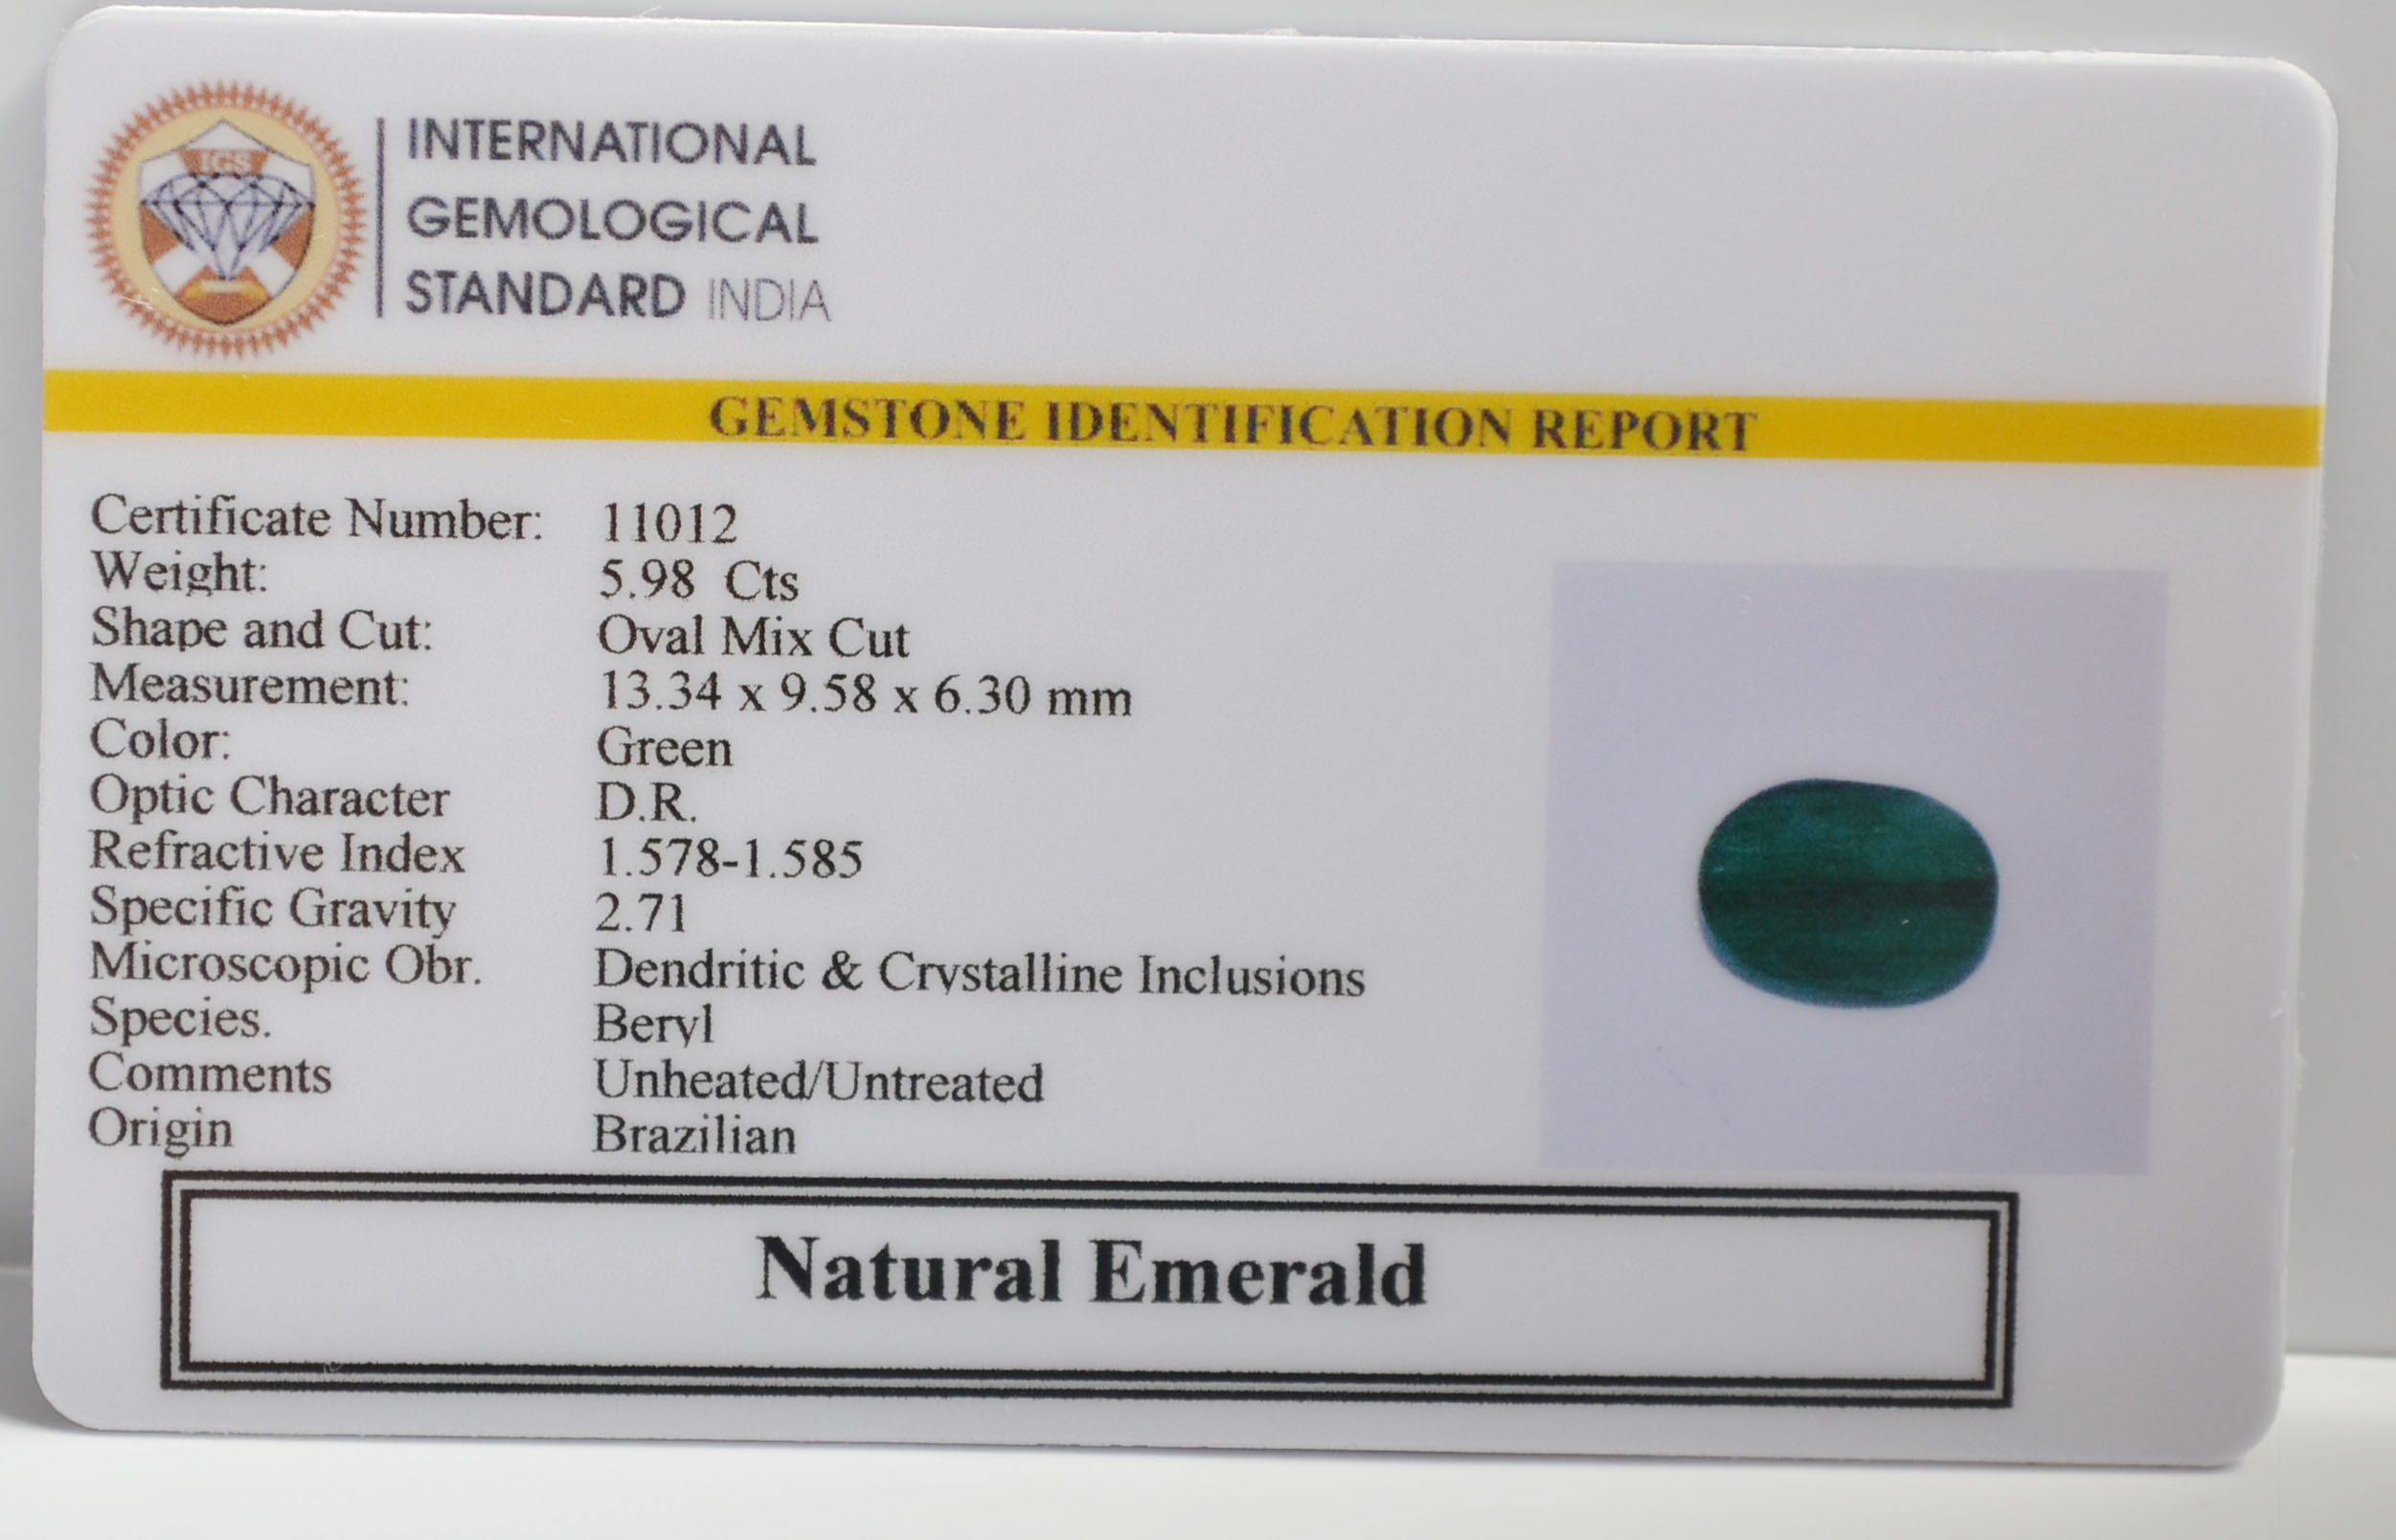 IGS
INTERNATIONAL
GEMOLOGICAL
STANDARD INDIA
GEMSTONE IDENTIFICATION REPORT
Certificate Number: 11012
Weight: 5.98 Cts
Shape and Cut: Oval Mix Cut
Measurement: 13.34 x 9.58 x 6.30 mm
Color: Green
Optic Character D.R.
Refractive Index 1.578-1.585
Specific Gravity 2.71
Microscopic Obr. Dendritic & Crystalline Inclusions
Species. Beryl
Comments Unheated/Untreated
Origin Brazilian
Natural Emerald